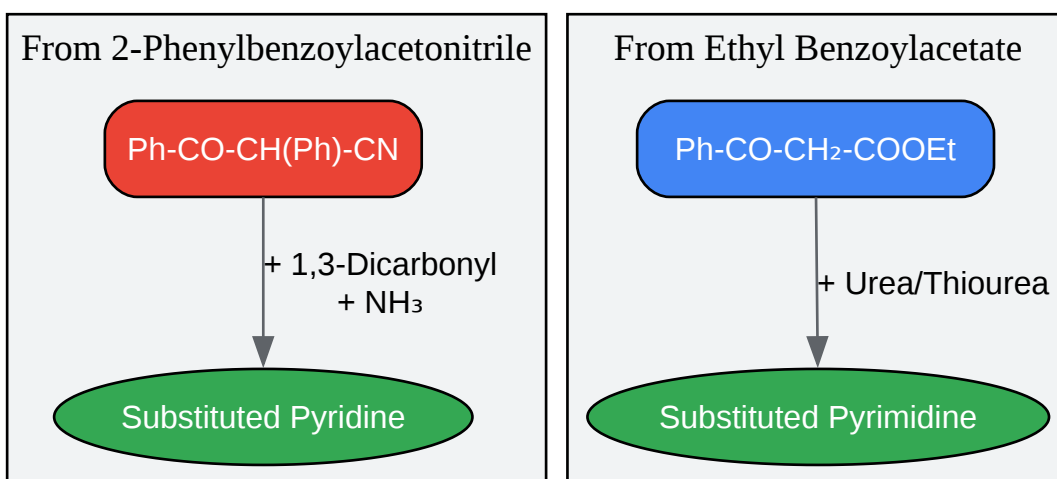 From 2-Phenylbenzoylacetonitrile
Ph-CO-CH(Ph)-CN
+ 1,3-Dicarbonyl
+ NH₃
Substituted Pyridine
From Ethyl Benzoylacetate
Ph-CO-CH₂-COOEt
+ Urea/Thiourea
Substituted Pyrimidine